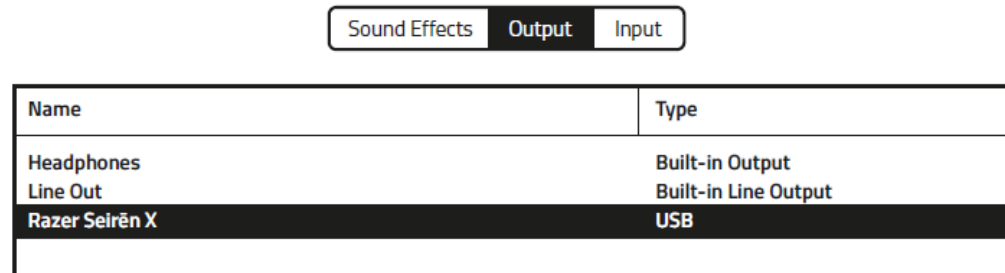 Sound Effects Output Input
Name Type
Headphones Built-in Output
Line Out Built-in Line Output
Razer Seirēn X USB